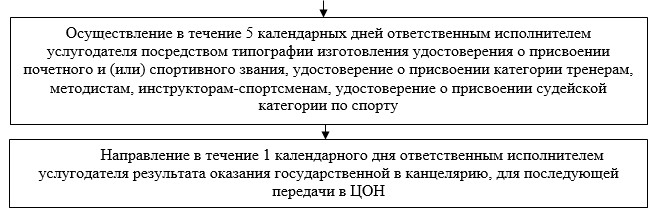 Осуществление в течение 5 календарных дней ответственным исполнителем
услугодателя посредством типографии изготовления удостоверения о присвоении
почетного и (или) спортивного звания, удостоверение о присвоении категории тренерам,
методистам, инструкторам-спортсменам, удостоверение о присвоении судейской
категории по спорту
Направление в течение 1 календарного дня ответственным исполнителем
услугодателя результата оказания государственной в канцелярию, для последующей
передачи в ЦОН